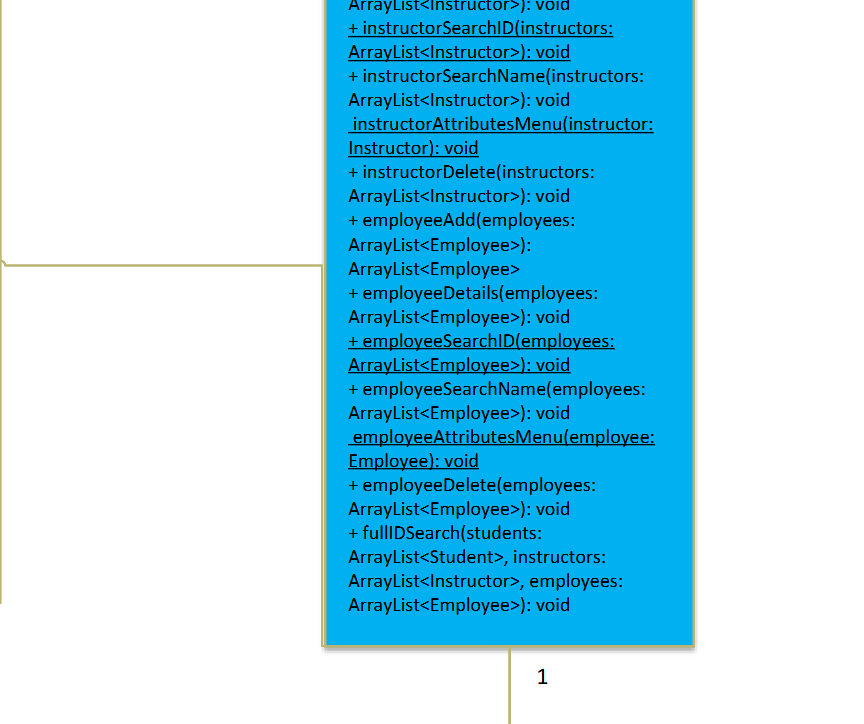 ArrayList<Instructor>): void
+ instructorSearchID(instructors:
ArrayList<Instructor>): void
+ instructorSearchName(instructors:
ArrayList<Instructor>): void
instructorAttributesMenu(instructor:
Instructor): void
+ instructorDelete(instructors:
ArrayList<Instructor>): void
+ employeeAdd(employees:
ArrayList<Employee>):
ArrayList<Employee>
+ employeeDetails(employees:
ArrayList<Employee>): void
+ employeeSearchID(employees:
ArrayList<Employee>): void
+ employeeSearchName(employees:
ArrayList<Employee>): void
employeeAttributesMenu(employee:
Employee): void
+ employeeDelete(employees:
ArrayList<Employee>): void
+ fullIDSearch(students:
ArrayList<Student>, instructors:
ArrayList<Instructor>, employees:
ArrayList<Employee>): void
1